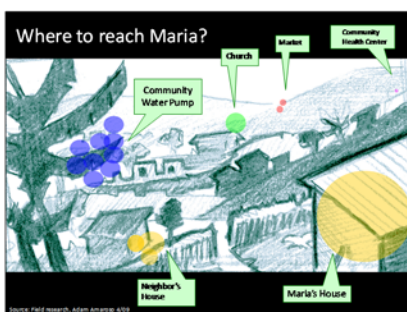 Where to reach Maria?
Church
Market
Community
Health Center
Community
Water Pump
Neighbor's
House
Maria's House
Source: Field research, Adam Amaroso 4/09